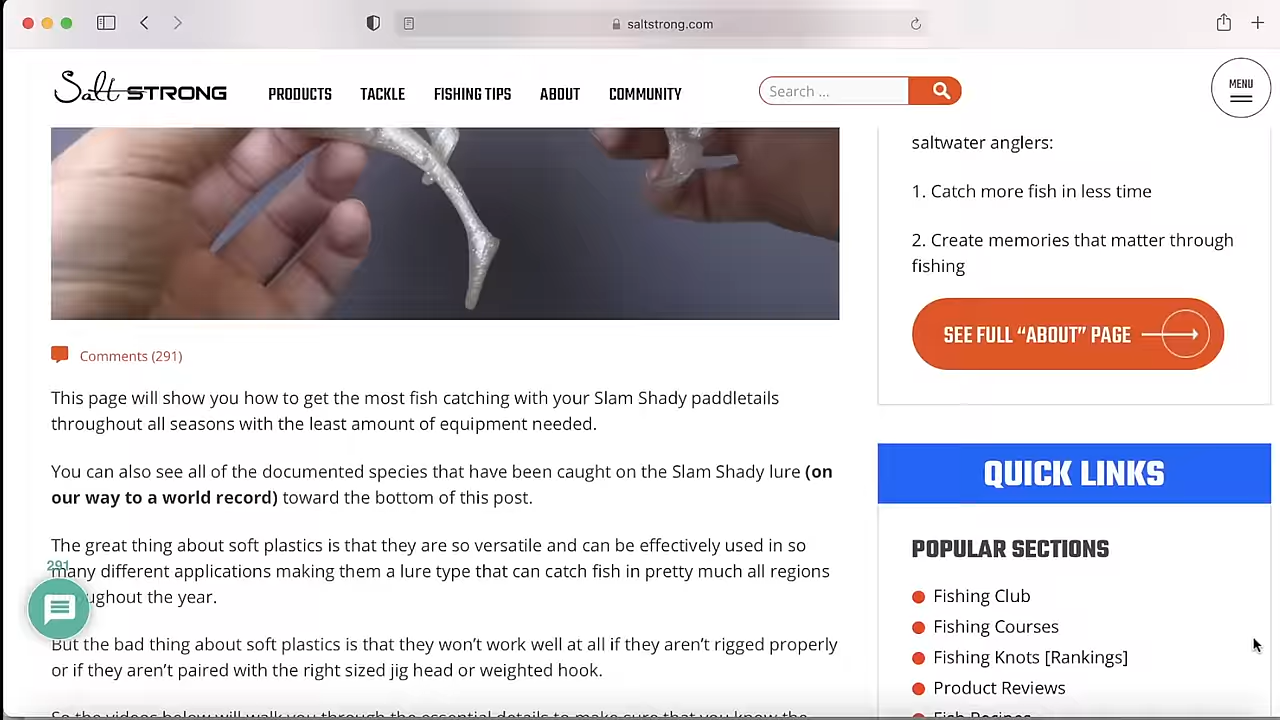 saltstrong.com
Salt STRONG
PRODUCTS
TACKLE
FISHING TIPS
ABOUT
COMMUNITY
Search ...
MENU
Comments (291)
This page will show you how to get the most fish catching with your Slam Shady paddletails
throughout all seasons with the least amount of equipment needed.
You can also see all of the documented species that have been caught on the Slam Shady lure (on
our way to a world record) toward the bottom of this post.
The great thing about soft plastics is that they are so versatile and can be effectively used in so
291
many different applications making them a lure type that can catch fish in pretty much all regions
ughout the year.
But the bad thing about soft plastics is that they won't work well at all if they aren't rigged properly
or if they aren't paired with the right sized jig head or weighted hook.
So the videos below will walk you through the essential details to make sure that you know the
saltwater anglers:
1. Catch more fish in less time
2. Create memories that matter through
fishing
SEE FULL “ABOUT” PAGE
QUICK LINKS
POPULAR SECTIONS
Fishing Club
Fishing Courses
Fishing Knots [Rankings]
Product Reviews
Fish Recipes